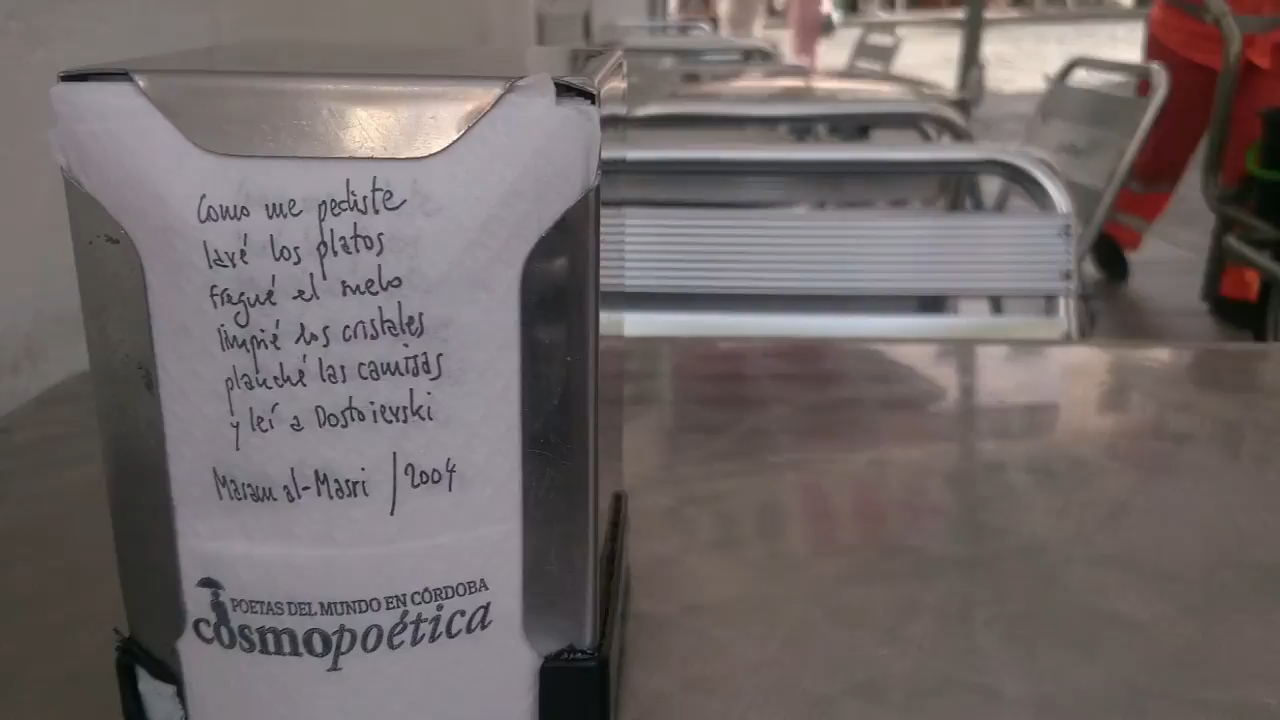 Como me pediste
lavé los platos
fregué el suelo
limpié los cristales
planché las camisas
y leí a Dostoievski
Maram al-Masri / 2004
POETAS DEL MUNDO EN CÓRDOBA
cosmopoética